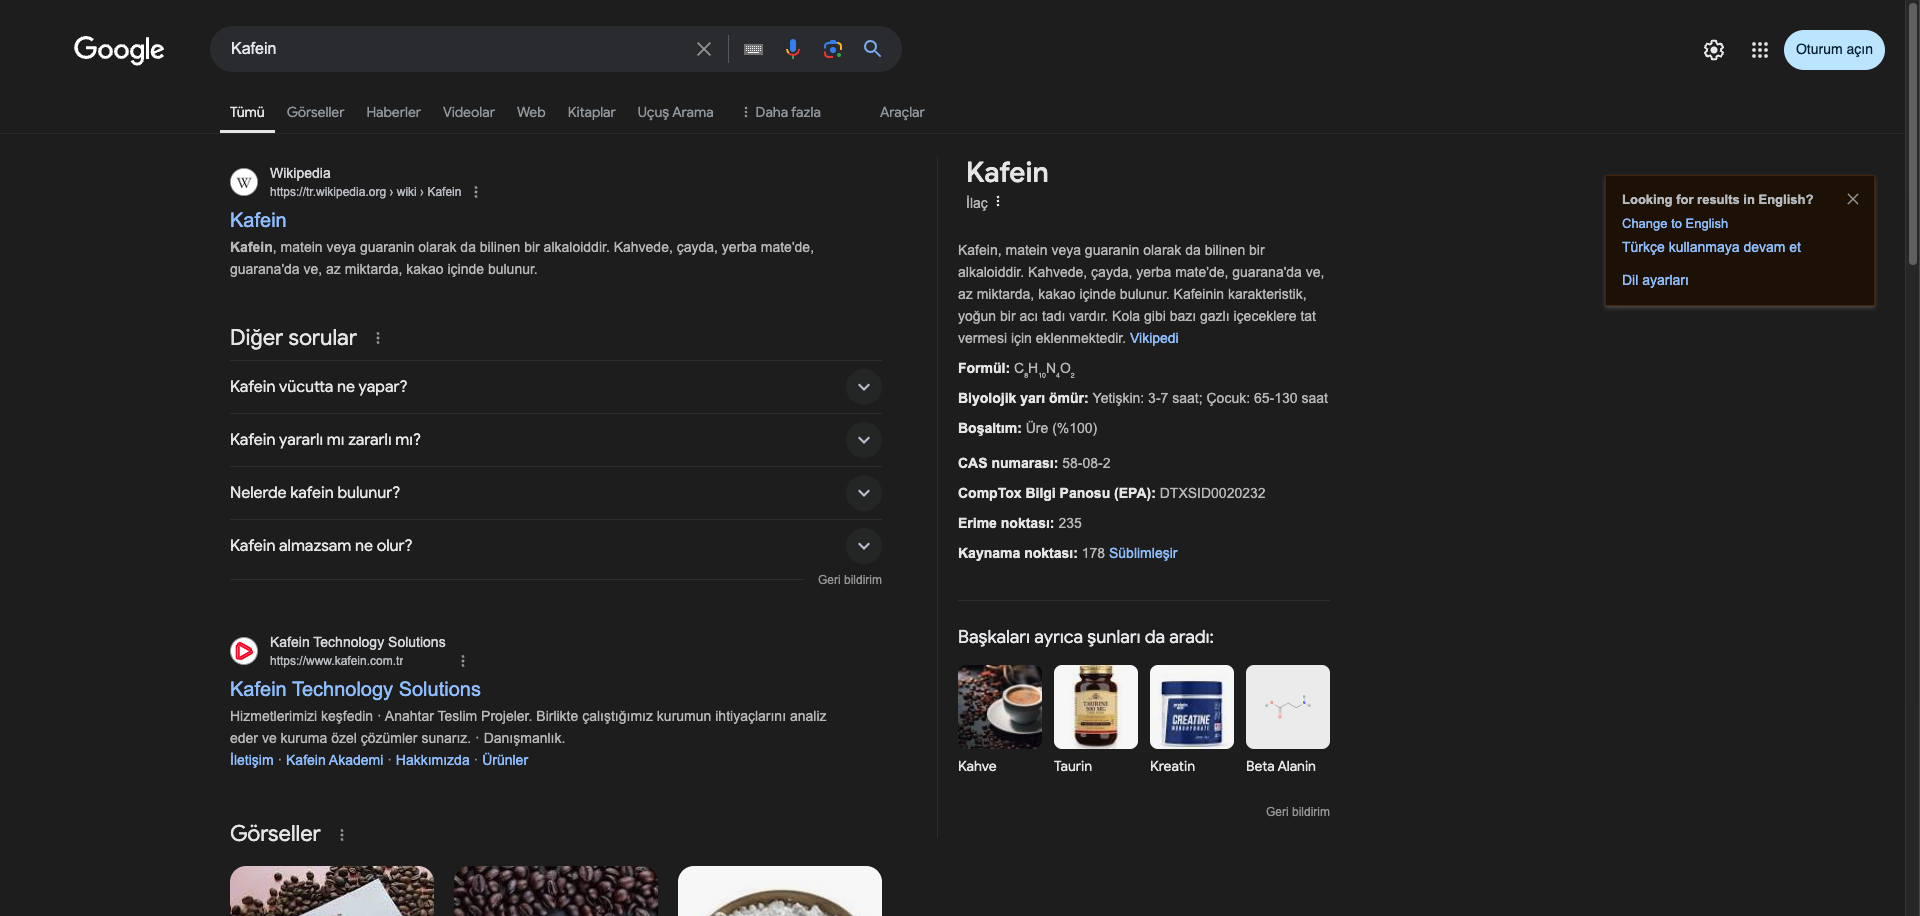 Google
Kafein
Oturum açın
Tümü
Görseller
Haberler
Videolar
Web
Kitaplar
Uçuş Arama
Daha fazla
Araçlar
W
Wikipedia
https://tr.wikipedia.org › wiki › Kafein
Kafein
Kafein, matein veya guaranin olarak da bilinen bir alkaloiddir. Kahvede, çayda, yerba mate'de,
guarana'da ve, az miktarda, kakao içinde bulunur.
Diğer sorular
Kafein vücutta ne yapar?
Kafein yararlı mı zararlı mı?
Nelerde kafein bulunur?
Kafein almazsam ne olur?
Geri bildirim
Kafein Technology Solutions
https://www.kafein.com.tr
Kafein Technology Solutions
Hizmetlerimizi keşfedin · Anahtar Teslim Projeler. Birlikte çalıştığımız kurumun ihtiyaçlarını analiz
eder ve kuruma özel çözümler sunarız. · Danışmanlık.
İletişim · Kafein Akademi · Hakkımızda · Ürünler
Görseller
Kafein
İlaç
Kafein, matein veya guaranin olarak da bilinen bir
alkaloiddir. Kahvede, çayda, yerba mate'de, guarana'da ve,
az miktarda, kakao içinde bulunur. Kafeinin karakteristik,
yoğun bir acı tadı vardır. Kola gibi bazı gazlı içeceklere tat
vermesi için eklenmektedir. Vikipedi
Formül: C₈H₁₀N₄O₂
Biyolojik yarı ömür: Yetişkin: 3-7 saat; Çocuk: 65-130 saat
Boşaltım: Üre (%100)
CAS numarası: 58-08-2
CompTox Bilgi Panosu (EPA): DTXSID0020232
Erime noktası: 235
Kaynama noktası: 178 Süblimleşir
Başkaları ayrıca şunları da aradı:
TAURINE
500 MG
CREATINE
MONOHYDRATE
Kahve
Taurin
Kreatin
Beta Alanin
Geri bildirim
Looking for results in English?
Change to English
Türkçe kullanmaya devam et
Dil ayarları